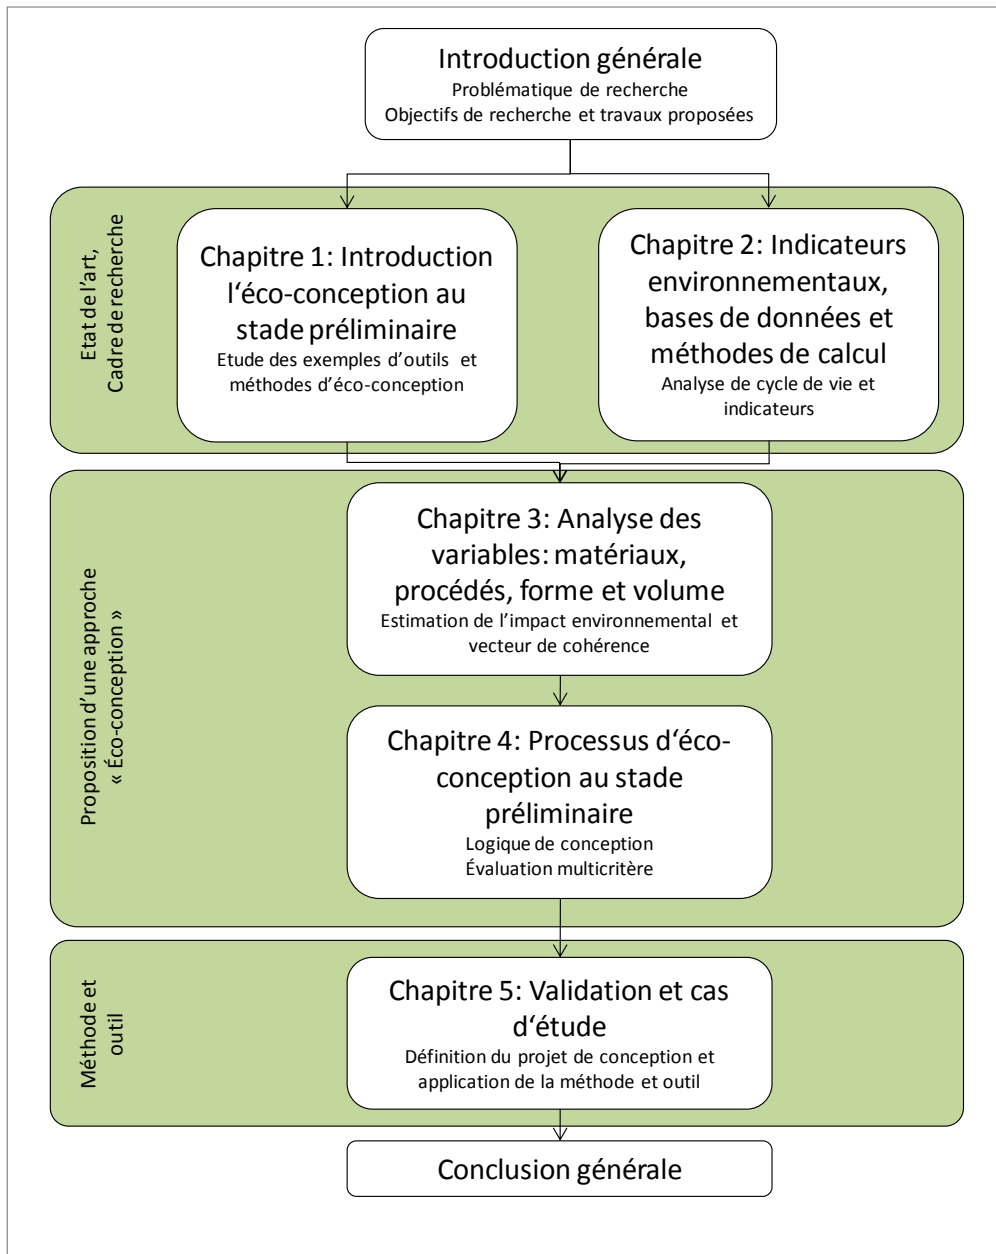 Introduction générale
Problématique de recherche
Objectifs de recherche et travaux proposées
Etat de l'art,
Cadre de recherche
Chapitre 1: Introduction
l‘éco-conception au
stade préliminaire
Etude des exemples d'outils et
méthodes d'éco-conception
Chapitre 2: Indicateurs
environnementaux,
bases de données et
méthodes de calcul
Analyse de cycle de vie et
indicateurs
Proposition d'une approche
« Éco-conception »
Chapitre 3: Analyse des
variables: matériaux,
procédés, forme et volume
Estimation de l'impact environnemental et
vecteur de cohérence
Chapitre 4: Processus d‘éco-
conception au stade
préliminaire
Logique de conception
Évaluation multicritère
Méthode et
outil
Chapitre 5: Validation et cas
d‘étude
Définition du projet de conception et
application de la méthode et outil
Conclusion générale